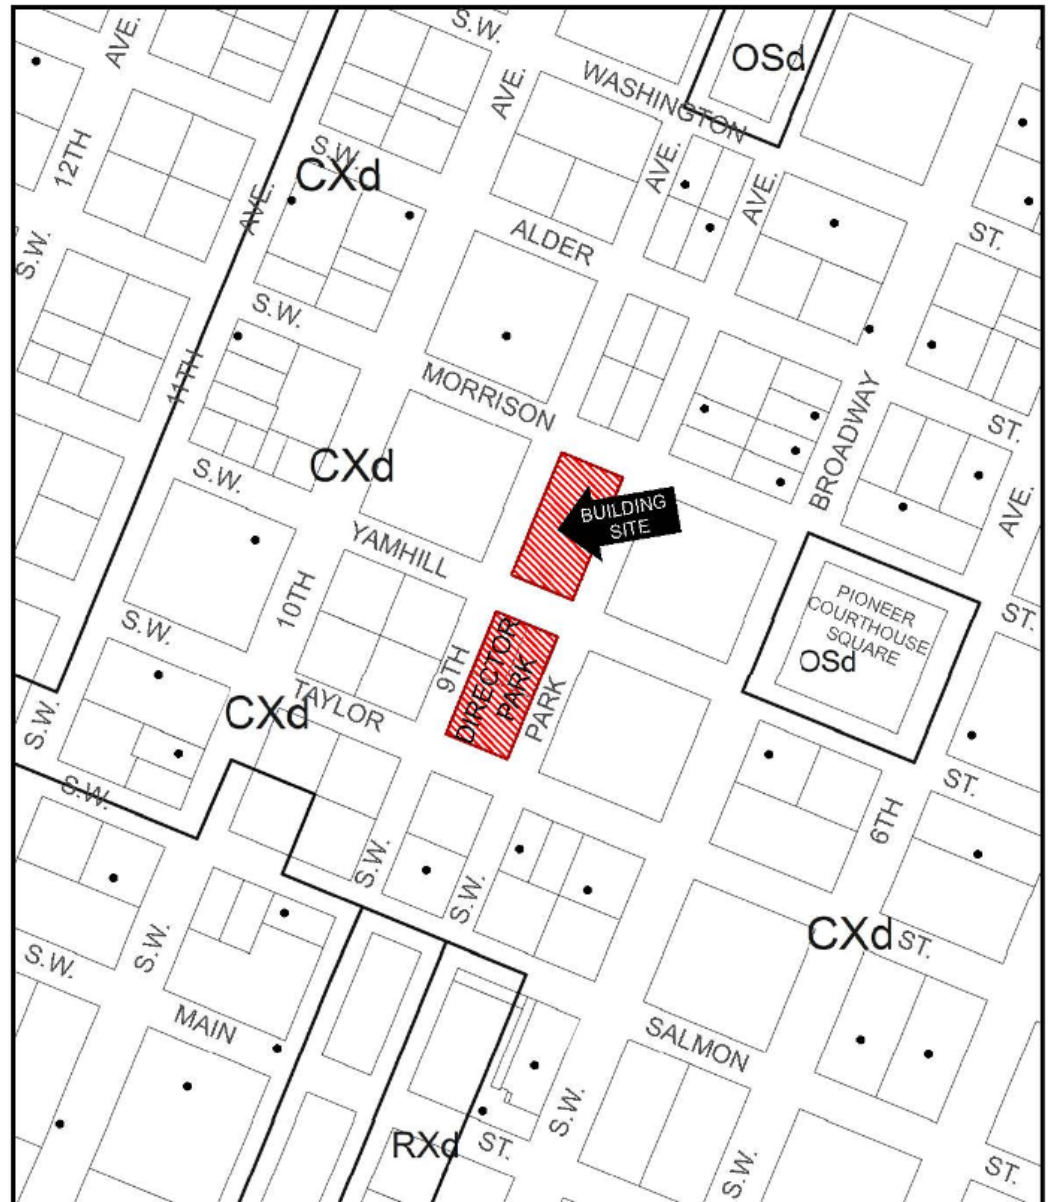 S.W.
AVE.
OSd
WASHINGTON
AVE.
12TH
S.W.
CXd
AVE.
AVE.
AVE.
S.W.
ALDER
ST.
S.W.
11TH
MORRISON
BROADWAY
ST.
S.W.
CXd
BUILDING
SITE
AVE.
YAMHILL
10TH
PIONEER
COURTHOUSE
SQUARE
OSd
ST.
S.W.
9TH
DIRECTOR
PARK
PARK
TAYLOR
CXd
S.W.
S.W.
ST.
6TH
S.W.
S.W.
CXd
ST.
S.W.
S.W.
MAIN
SALMON
S.W.
RXd
ST.
S.W.
ST.